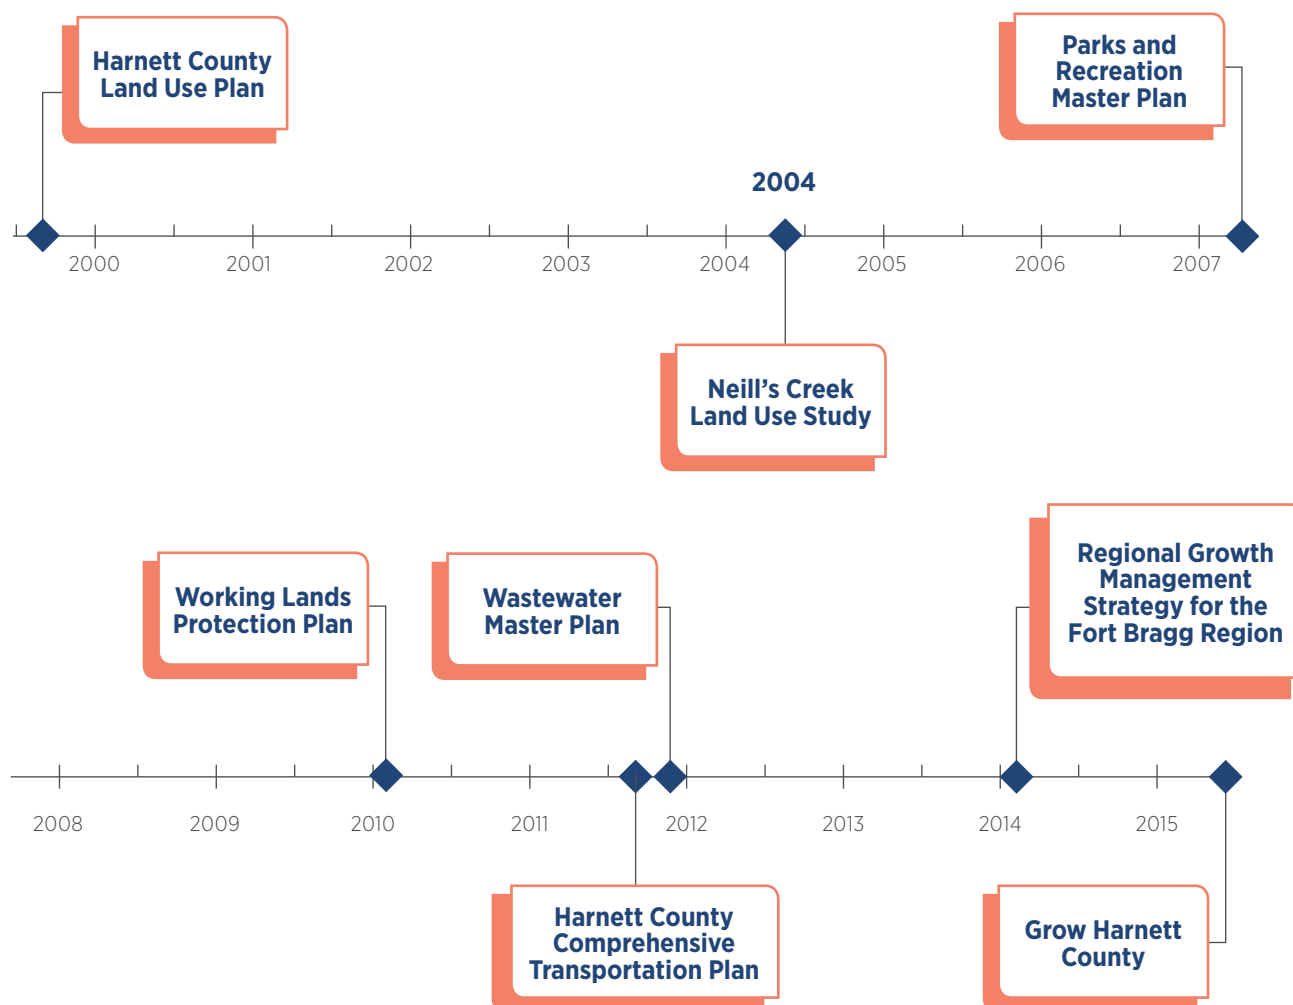 Harnett County
Land Use Plan
Parks and
Recreation
Master Plan
2004
2000
2001
2002
2003
2004
2005
2006
2007
Neill’s Creek
Land Use Study
Working Lands
Protection Plan
Wastewater
Master Plan
Regional Growth
Management
Strategy for the
Fort Bragg Region
2008
2009
2010
2011
2012
2013
2014
2015
Harnett County
Comprehensive
Transportation Plan
Grow Harnett
County